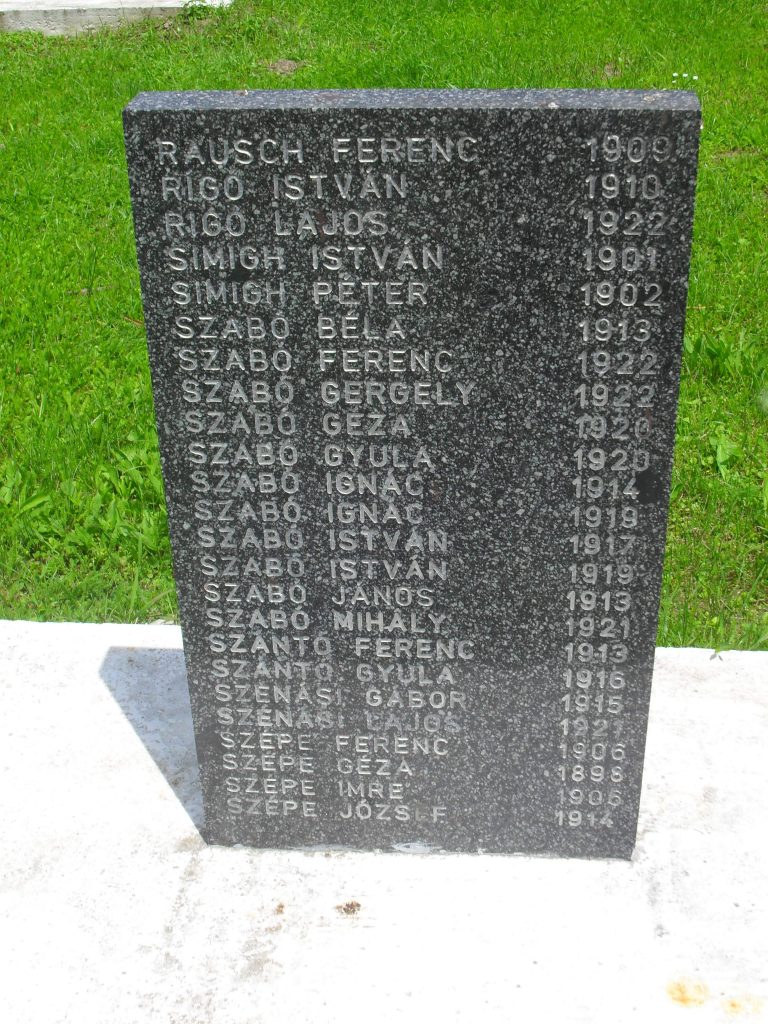 RAUSCH FERENC 1909
RIGÓ ISTVÁN 1910
RIGÓ LAJOS 1922
SIMIGH ISTVÁN 1901
SIMIGH PÉTER 1902
SZABÓ BÉLA 1913
SZABÓ FERENC 1922
SZABÓ GERGELY 1922
SZABÓ GÉZA 1920
SZABÓ GYULA 1920
SZABÓ IGNÁC 1914
SZABÓ IGNÁC 1919
SZABÓ ISTVÁN 1917
SZABÓ ISTVÁN 1919
SZABÓ JÁNOS 1913
SZABÓ MIHÁLY 1921
SZÁNTÓ FERENC 1913
SZÁNTÓ GYULA 1916
SZÉNÁSI GÁBOR 1915
SZÉNÁSI LAJOS 1921
SZÉPE FERENC 1906
SZÉPE GÉZA 1898
SZÉPE IMRE
SZÉPE JÓZSEF 1914